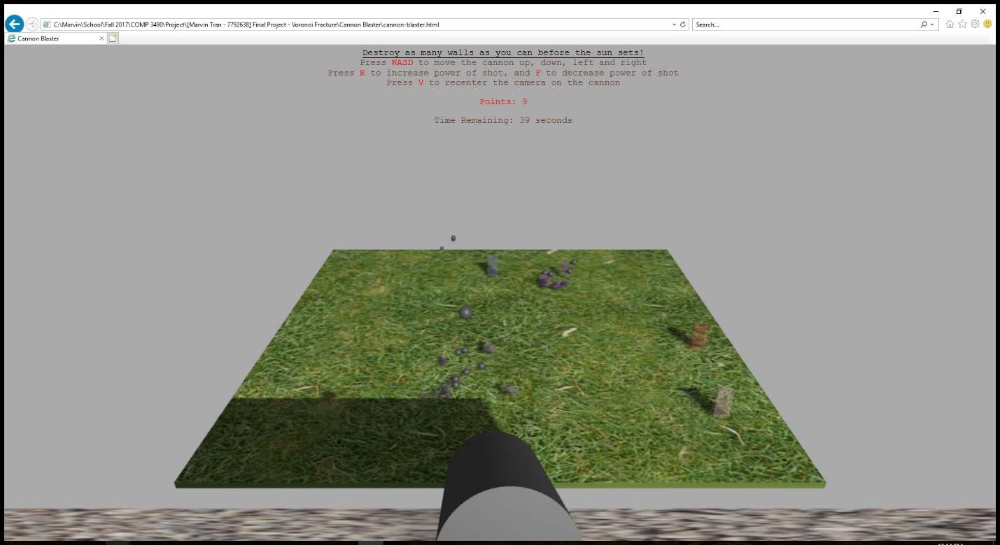 C:\Marvin\School\Fall 2017\COMP 3490\Project\[Marvin Tran - 7792638] Final Project - Voronoi Fracture\Cannon Blaster\cannon-blaster.html
Search...
Cannon Blaster
Destroy as many walls as you can before the sun sets!
Press WASD to move the cannon up, down, left and right
Press R to increase power of shot, and F to decrease power of shot
Press V to recenter the camera on the cannon
Points: 9
Time Remaining: 39 seconds